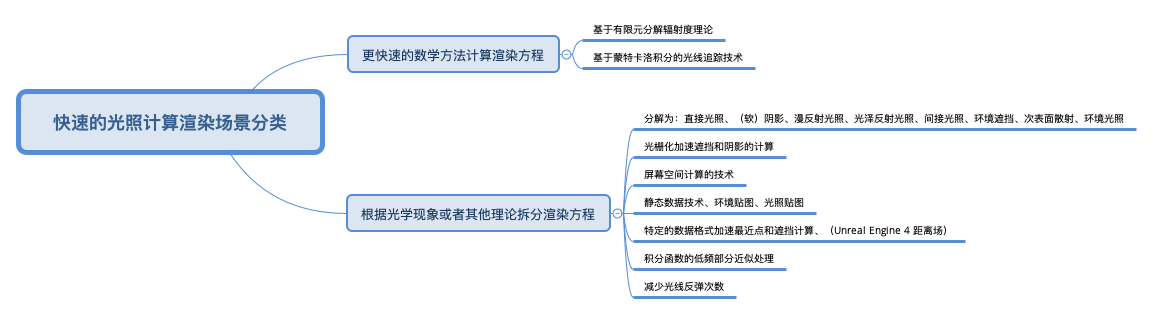 快速的光照计算渲染场景分类
更快速的数学方法计算渲染方程
基于有限元分解辐射度理论
基于蒙特卡洛积分的光线追踪技术
根据光学现象或者其他理论拆分渲染方程
分解为：直接光照、（软）阴影、漫反射光照、光泽反射光照、间接光照、环境遮挡、次表面散射、环境光照
光栅化加速遮挡和阴影的计算
屏幕空间计算的技术
静态数据技术、环境贴图、光照贴图
特定的数据格式加速最近点和遮挡计算、（Unreal Engine 4 距离场）
积分函数的低频部分近似处理
减少光线反弹次数